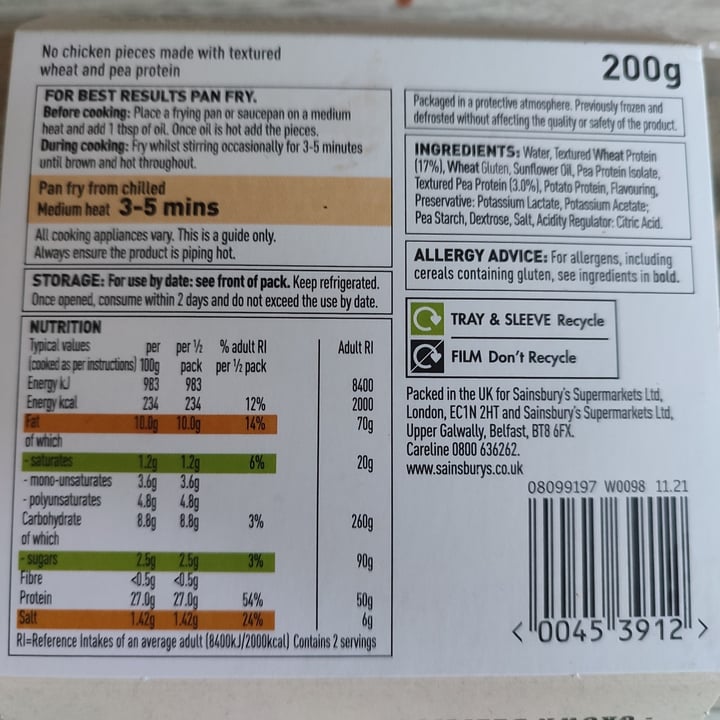 No chicken pieces made with textured
wheat and pea protein
200g
FOR BEST RESULTS PAN FRY.
Before cooking: Place a frying pan or saucepan on a medium
heat and add 1 tbsp of oil. Once oil is hot add the pieces.
During cooking: Fry whilst stirring occasionally for 3-5 minutes
until brown and hot throughout.
Pan fry from chilled
Medium heat 3-5 mins
All cooking appliances vary. This is a guide only.
Always ensure the product is piping hot.
STORAGE: For use by date: see front of pack. Keep refrigerated.
Once opened, consume within 2 days and do not exceed the use by date.
NUTRITION
Typical values per per ½ % adult RI Adult RI
(cooked as per instructions) 100g pack per ½ pack
Energy kJ 983 983 8400
Energy kcal 234 234 12% 2000
Fat 10.0g 10.0g 14% 70g
of which
- saturates 1.2g 1.2g 6% 20g
- mono-unsaturates 3.6g 3.6g
- polyunsaturates 4.8g 4.8g
Carbohydrate 8.8g 8.8g 3% 260g
of which
- sugars 2.5g 2.5g 3% 90g
Fibre <0.5g <0.5g
Protein 27.0g 27.0g 54% 50g
Salt 1.42g 1.42g 24% 6g
RI=Reference Intakes of an average adult (8400kJ/2000kcal) Contains 2 servings
Packaged in a protective atmosphere. Previously frozen and
defrosted without affecting the quality or safety of the product.
INGREDIENTS: Water, Textured Wheat Protein
(17%), Wheat Gluten, Sunflower Oil, Pea Protein Isolate,
Textured Pea Protein (3.0%), Potato Protein, Flavouring,
Preservative: Potassium Lactate, Potassium Acetate;
Pea Starch, Dextrose, Salt, Acidity Regulator: Citric Acid.
ALLERGY ADVICE: For allergens, including
cereals containing gluten, see ingredients in bold.
TRAY & SLEEVE Recycle
FILM Don't Recycle
Packed in the UK for Sainsbury's Supermarkets Ltd,
London, EC1N 2HT and Sainsbury's Supermarkets Ltd,
Upper Galwally, Belfast, BT8 6FX.
Careline 0800 636262.
www.sainsburys.co.uk
08099197 W0098 11.21
< 0045 3912 >